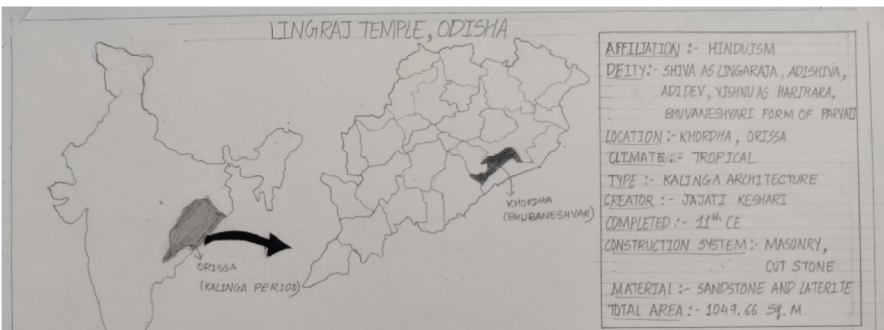 LINGRAJ TEMPLE, ODISHA
ORISSA
(KALINGA PERIOD)
KHORDHA
(BHUBANESHVAR)
AFFILIATION :- HINDUISM
DEITY:- SHIVA AS LINGARAJA, ADISHIVA,
ADIDEV, VISHNU AS HARIHARA,
BHUVANESHVARI FORM OF PARVATI
LOCATION :- KHORDHA, ORISSA
CLIMATE :- TROPICAL
TYPE :- KALINGA ARCHITECTURE
CREATOR :- JAJATI KESHARI
COMPLETED :- 11th CE
CONSTRUCTION SYSTEM :- MASONRY,
CUT STONE
MATERIAL :- SANDSTONE AND LATERITE
TOTAL AREA :- 1049.66 Sq. M